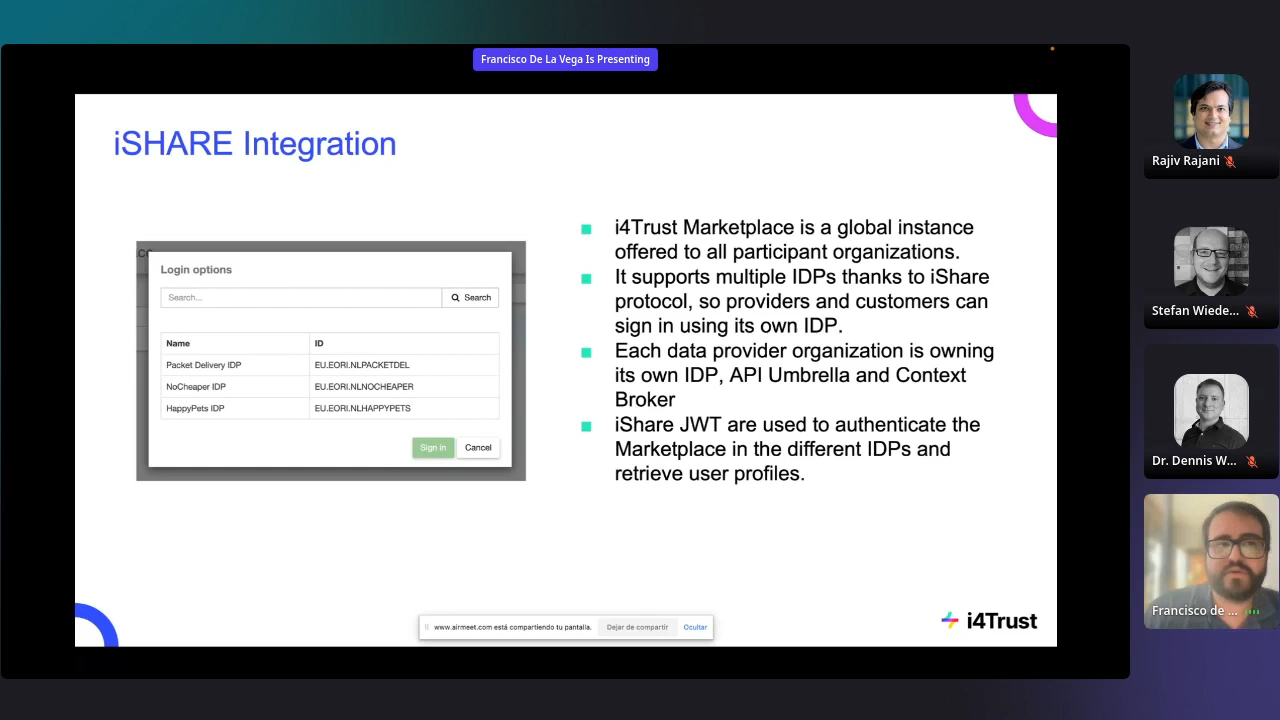 Francisco De La Vega Is Presenting
iSHARE Integration
Login options
Search...
Search
Name ID
Packet Delivery IDP EU.EORI.NLPACKETDEL
NoCheaper IDP EU.EORI.NLNOCHEAPER
HappyPets IDP EU.EORI.NLHAPPYPETS
Sign in Cancel
i4Trust Marketplace is a global instance
offered to all participant organizations.
It supports multiple IDPs thanks to iShare
protocol, so providers and customers can
sign in using its own IDP.
Each data provider organization is owning
its own IDP, API Umbrella and Context
Broker
iShare JWT are used to authenticate the
Marketplace in the different IDPs and
retrieve user profiles.
www.airmeet.com está compartiendo tu pantalla. Dejar de compartir Ocultar
i4Trust
Rajiv Rajani
Stefan Wiede...
Dr. Dennis W...
Francisco de ...